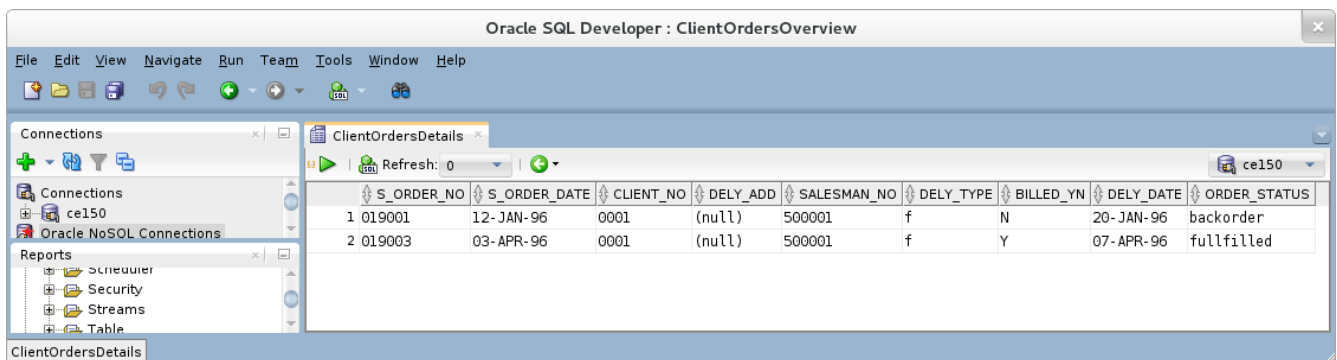 Oracle SQL Developer : ClientOrdersOverview
File Edit View Navigate Run Team Tools Window Help
Connections
Connections
ce150
Oracle NoSQL Connections
Reports
Scheduler
Security
Streams
Table
ClientOrdersDetails
Refresh: 0
ce150
S_ORDER_NO S_ORDER_DATE CLIENT_NO DELY_ADD SALESMAN_NO DELY_TYPE BILLED_YN DELY_DATE ORDER_STATUS
1 019001 12-JAN-96 0001 (null) 500001 f N 20-JAN-96 backorder
2 019003 03-APR-96 0001 (null) 500001 f Y 07-APR-96 fullfilled
ClientOrdersDetails